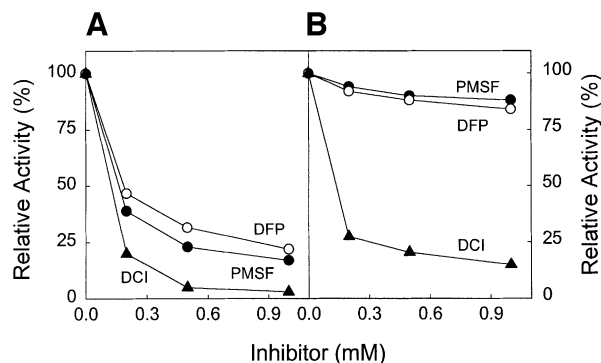 A
B
Relative Activity (%)
100
75
50
25
0
DFP
PMSF
DCI
0.0
0.3
0.6
0.9
PMSF
DFP
DCI
0.0
0.3
0.6
0.9
100
75
50
25
0
Relative Activity (%)
Inhibitor (mM)